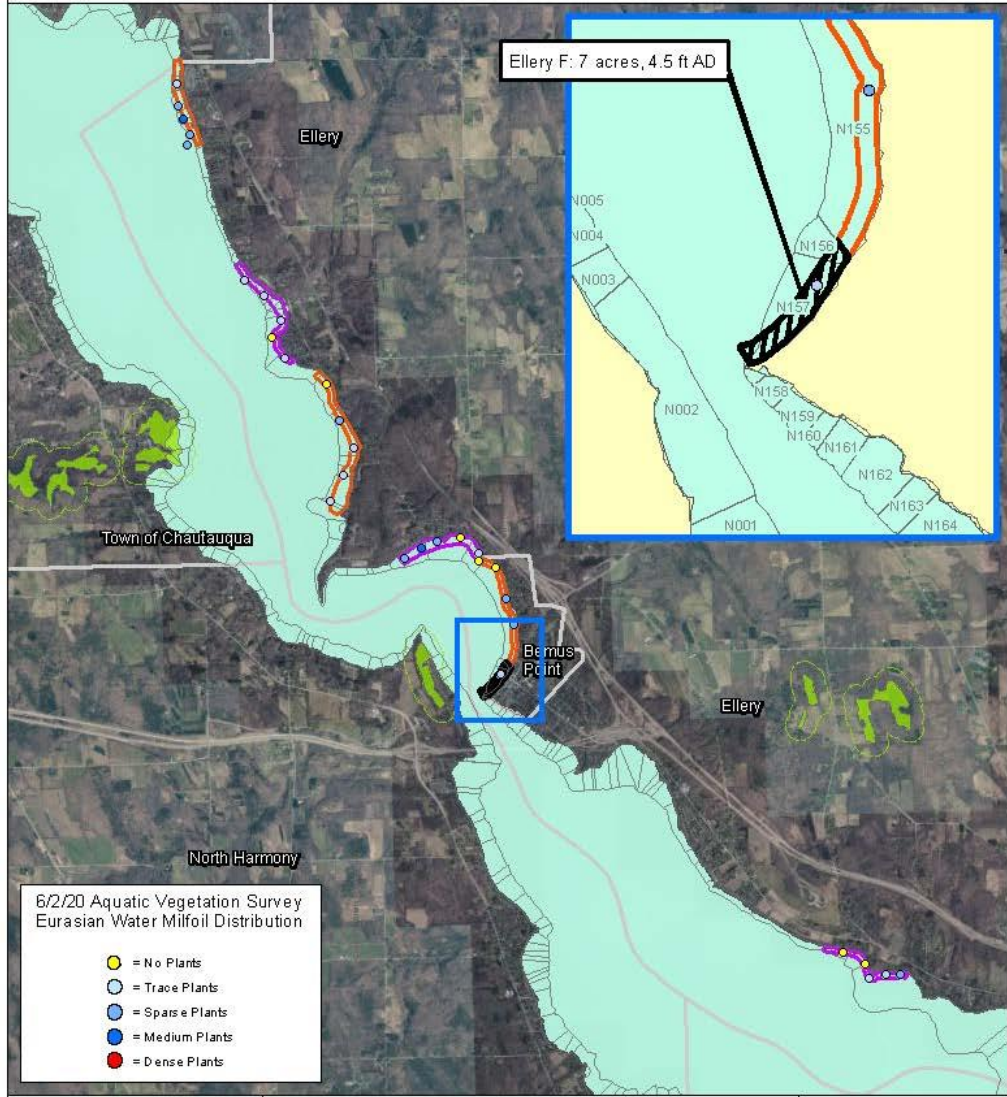 Ellery F: 7 acres, 4.5 ft AD
Ellery
N155
N005
N004
N003
N156
N157
N002
N158
N159
N160
N161
N162
N163
N164
N001
Town of Chautauqua
Bemus
Point
Ellery
North Harmony
6/2/20 Aquatic Vegetation Survey
Eurasian Water Milfoil Distribution
= No Plants
= Trace Plants
= Sparse Plants
= Medium Plants
= Dense Plants